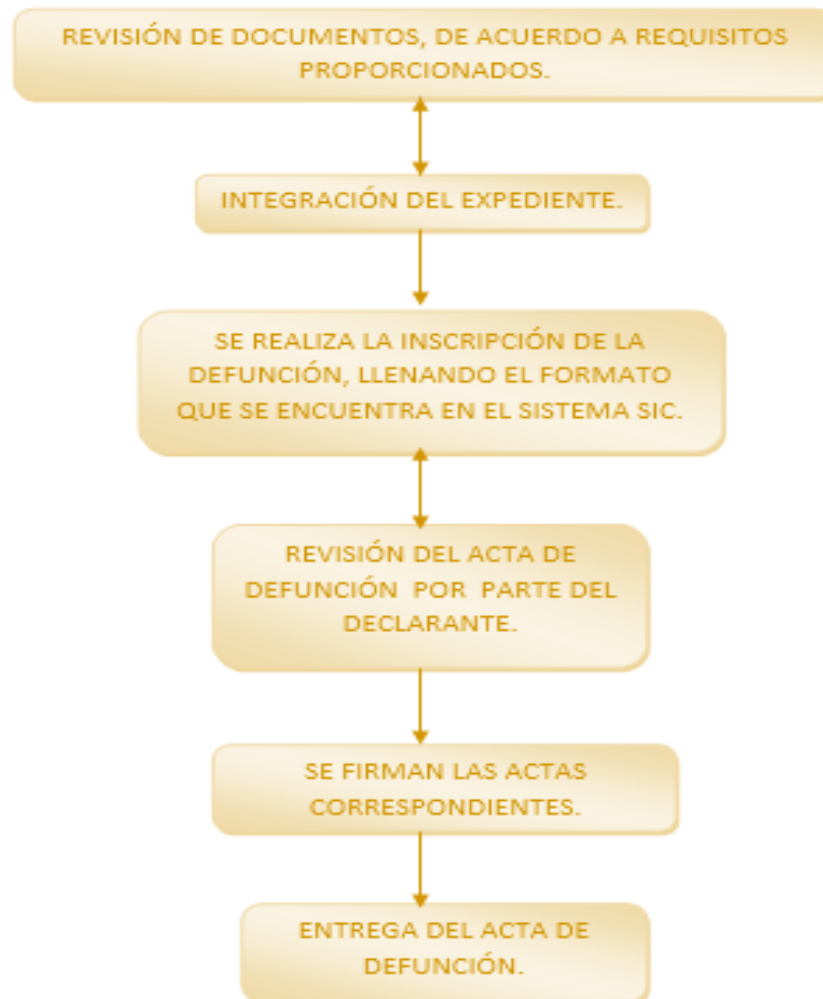 REVISIÓN DE DOCUMENTOS, DE ACUERDO A REQUISITOS
PROPORCIONADOS.
INTEGRACIÓN DEL EXPEDIENTE.
SE REALIZA LA INSCRIPCIÓN DE LA
DEFUNCIÓN, LLENANDO EL FORMATO
QUE SE ENCUENTRA EN EL SISTEMA SIC.
REVISIÓN DEL ACTA DE
DEFUNCIÓN POR PARTE DEL
DECLARANTE.
SE FIRMAN LAS ACTAS
CORRESPONDIENTES.
ENTREGA DEL ACTA DE
DEFUNCIÓN.